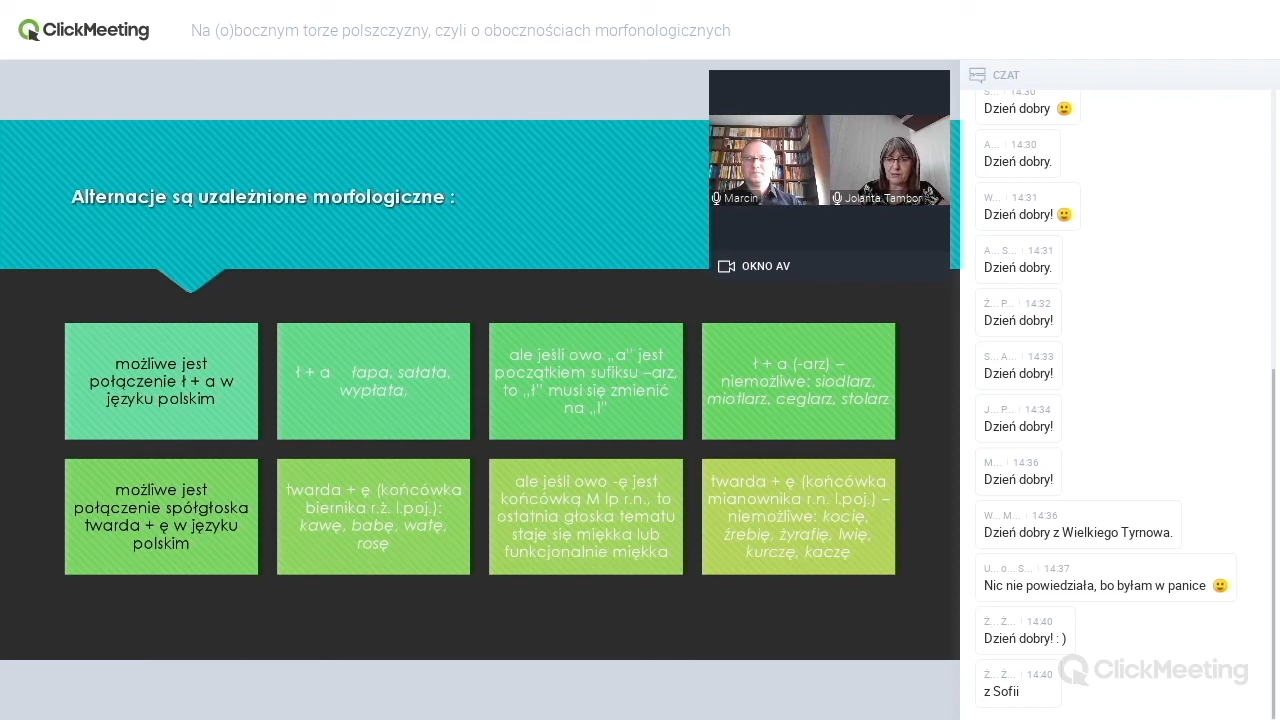 ClickMeeting
Na (o)bocznym torze polszczyzny, czyli o obocznościach morfonologicznych
Alternacje są uzależnione morfologiczne :
Marcin
Jolanta Tambor
OKNO AV
możliwe jest
połączenie ł + a w
języku polskim
ł + a łapa, sałata,
wypłata,
ale jeśli owo „a” jest
początkiem sufiksu –arz,
to „ł” musi się zmienić
na „l”
ł + a (-arz) –
niemożliwe: siodlarz,
miotlarz, ceglarz, stolarz
możliwe jest
połączenie spółgłoska
twarda + ę w języku
polskim
twarda + ę (końcówka
biernika r.ż. l.poj.):
kawę, babę, watę,
rosę
ale jeśli owo -ę jest
końcówką M lp r.n., to
ostatnia głoska tematu
staje się miękka lub
funkcjonalnie miękka
twarda + ę (końcówka
mianownika r.n. l.poj.) –
niemożliwe: kocię,
źrebię, żyrafię, lwię,
kurczę, kaczę
CZAT
S... 14:30
Dzień dobry
A... 14:30
Dzień dobry.
W... 14:31
Dzień dobry!
A... S... 14:31
Dzień dobry.
Ż... P... 14:32
Dzień dobry!
S... A... 14:33
Dzień dobry!
J... P... 14:34
Dzień dobry!
M... 14:36
Dzień dobry!
W... M... 14:36
Dzień dobry z Wielkiego Tyrnowa.
U... o... S... 14:37
Nic nie powiedziała, bo byłam w panice
Ż... Ż... 14:40
Dzień dobry! : )
Ż... Ż... 14:40
z Sofii
ClickMeeting